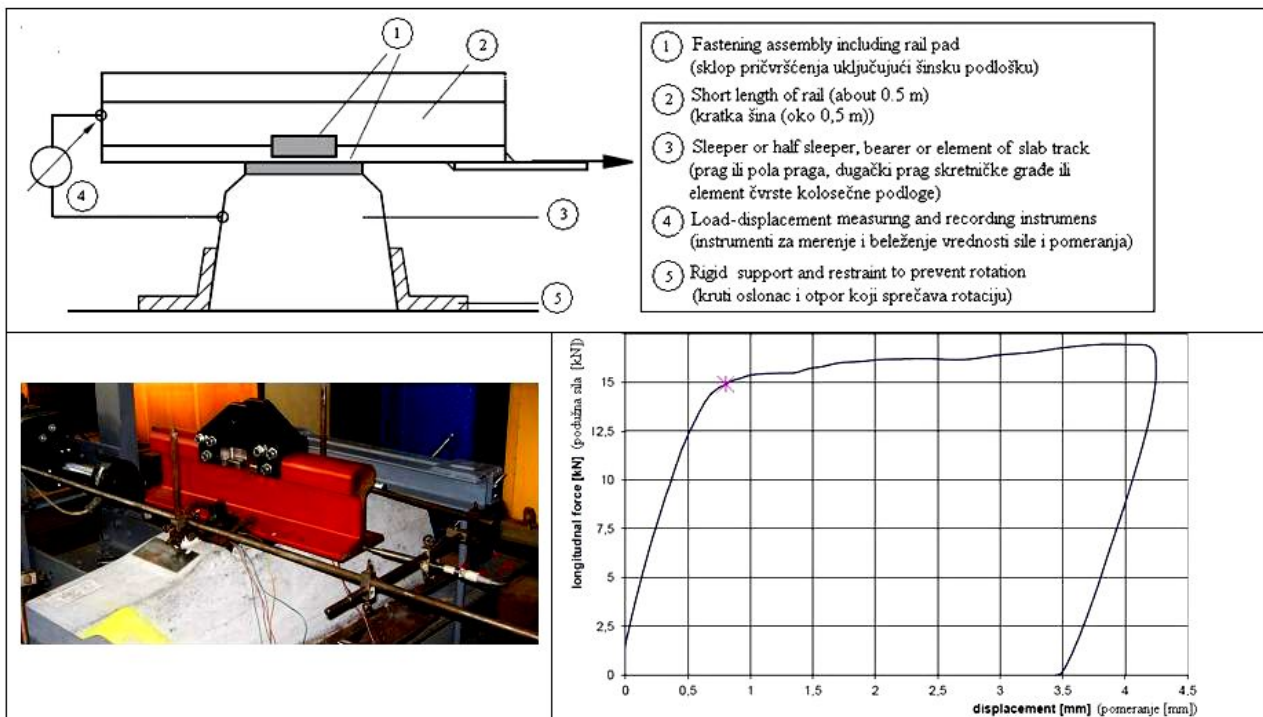 1
2
3
4
5
1 Fastening assembly including rail pad
(sklop pričvršćenja uključujući šinsku podlošku)
2 Short length of rail (about 0.5 m)
(kratka šina (oko 0,5 m))
3 Sleeper or half sleeper, bearer or element of slab track
(prag ili pola praga, dugački prag skretničke građe ili
element čvrste kolosečne podloge)
4 Load-displacement measuring and recording instrumens
(instrumenti za merenje i beleženje vrednosti sile i pomeranja)
5 Rigid support and restraint to prevent rotation
(kruti oslonac i otpor koji sprečava rotaciju)
longitudnal force [kN] (podužna sila [kN])
15
12,5
10
7,5
5
2,5
0
0 0,5 1 1,5 2 2,5 3 3.5 4 4.5
displacement [mm] (pomeranje [mm])